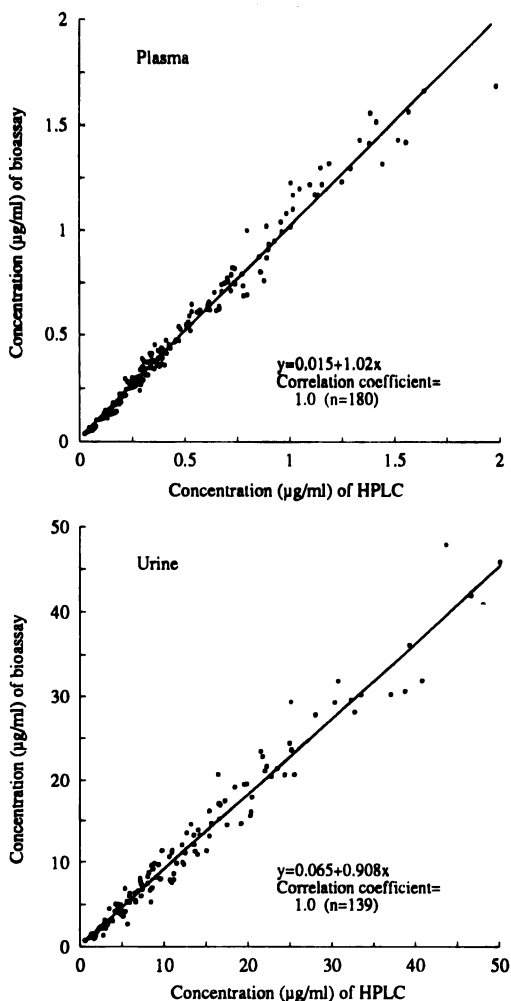 2
Plasma
1.5
1
0.5
0
Concentration (µg/ml) of bioassay
y=0.015+1.02x
Correlation coefficient=
1.0 (n=180)
0 0.5 1 1.5 2
Concentration (µg/ml) of HPLC
50
Urine
40
30
20
10
0
Concentration (µg/ml) of bioassay
y=0.065+0.908x
Correlation coefficient=
1.0 (n=139)
0 10 20 30 40 50
Concentration (µg/ml) of HPLC